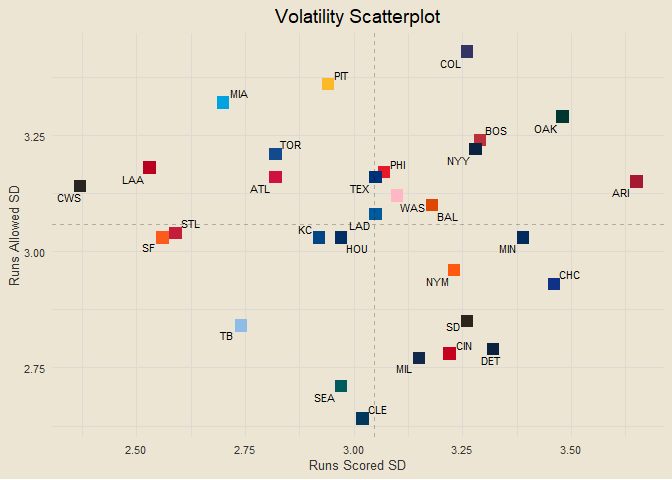 Volatility Scatterplot
COL
PIT
MIA
OAK
BOS
NYY
TOR
PHI
LAA
ATL
TEX
CWS
ARI
WAS
BAL
STL
LAD
KC
SF
HOU
MIN
NYM
CHC
TB
SD
CIN
DET
MIL
SEA
CLE
3.25
3.00
2.75
Runs Allowed SD
2.50
2.75
3.00
3.25
3.50
Runs Scored SD